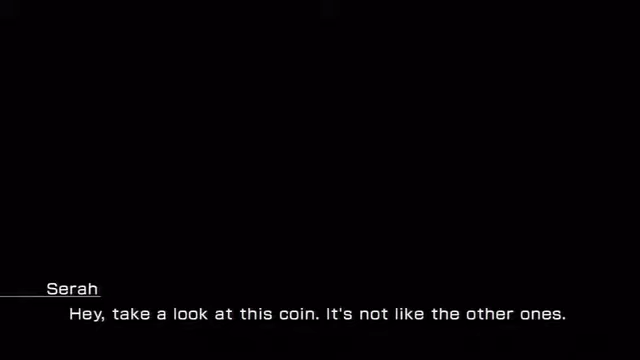 Serah
Hey, take a look at this coin. It's not like the other ones.